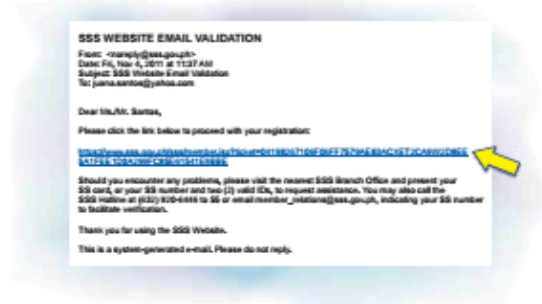 SSS WEBSITE EMAIL VALIDATION
From: <noreply@sss.gov.ph>
Date: Fri, Nov 4, 2011 at 11:37 AM
Subject: SSS Website Email Validation
To: juana.santos@yahoo.com
Dear Ms./Mr. Santos,
Please click the link below to proceed with your registration:
Should you encounter any problems, please visit the nearest SSS Branch Office and present your
SS card, or your SS number and two (2) valid IDs, to request assistance. You may also call the
SSS Hotline at (632) 920-6446 to 55 or email member_relations@sss.gov.ph, indicating your SS number
to facilitate verification.
Thank you for using the SSS Website.
This is a system-generated e-mail. Please do not reply.